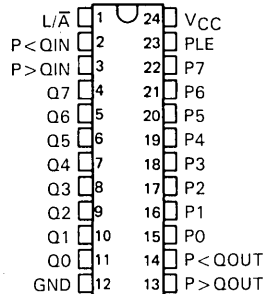 L/A̅ 1 24 VCC
P<QIN 2 23 PLE
P>QIN 3 22 P7
Q7 4 21 P6
Q6 5 20 P5
Q5 6 19 P4
Q4 7 18 P3
Q3 8 17 P2
Q2 9 16 P1
Q1 10 15 P0
Q0 11 14 P<QOUT
GND 12 13 P>QOUT